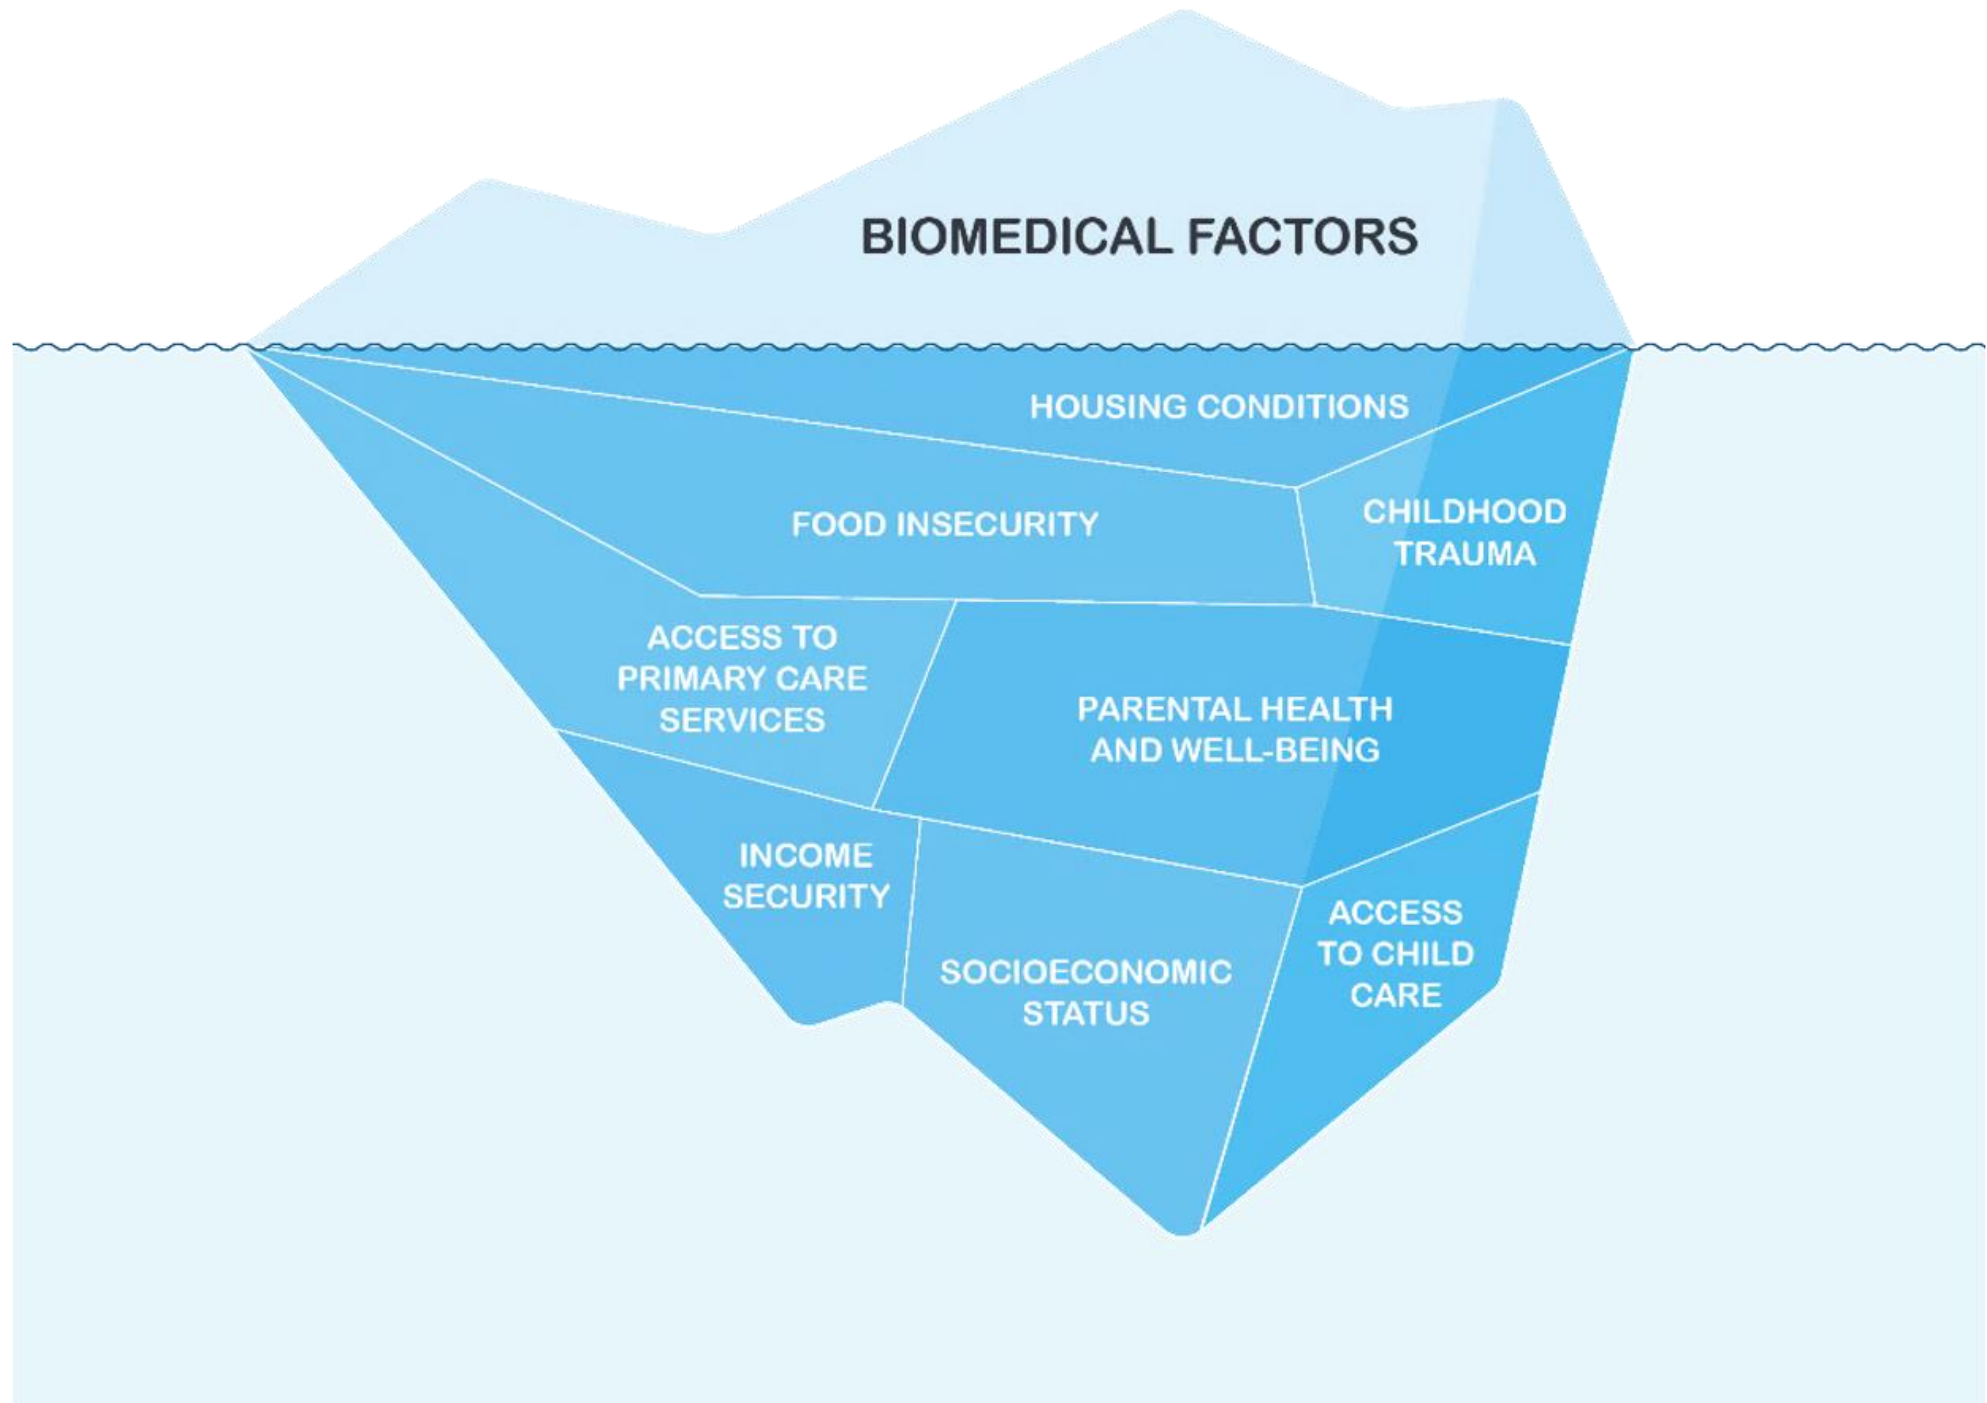 BIOMEDICAL FACTORS
HOUSING CONDITIONS
FOOD INSECURITY
CHILDHOOD
TRAUMA
ACCESS TO
PRIMARY CARE
SERVICES
PARENTAL HEALTH
AND WELL-BEING
INCOME
SECURITY
SOCIOECONOMIC
STATUS
ACCESS
TO CHILD
CARE